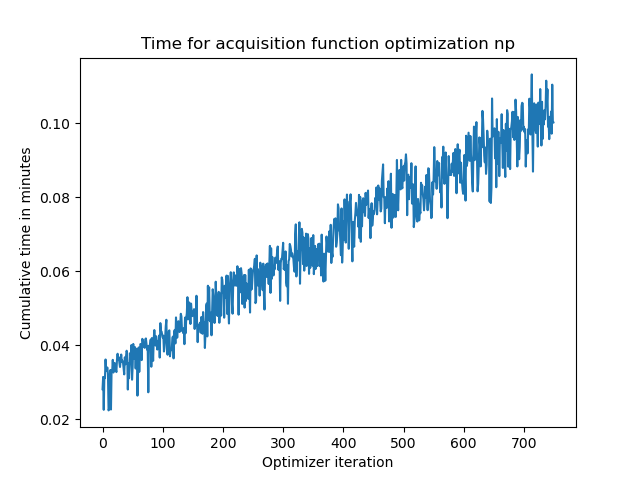 Time for acquisition function optimization np
Cumulative time in minutes
0.10
0.08
0.06
0.04
0.02
0 100 200 300 400 500 600 700
Optimizer iteration